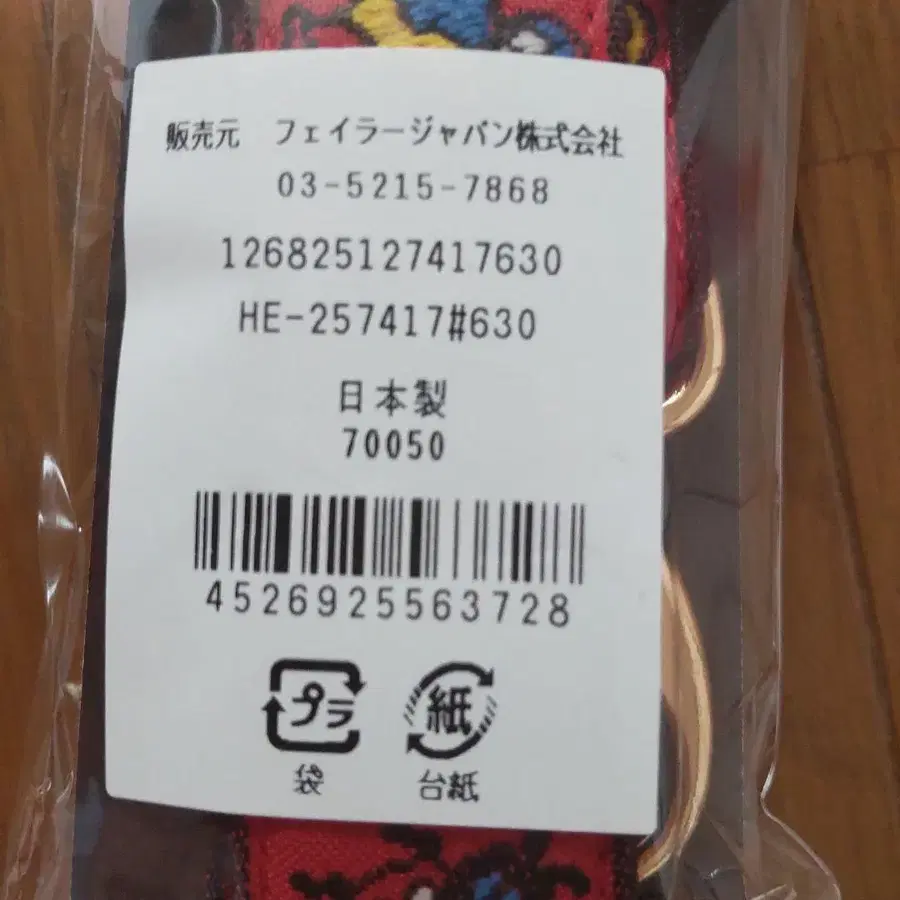 販売元 フェイラージャパン株式会社
03-5215-7868
126825127417630
HE-257417#630
日本製
70050
4526925563728
プラ 紙
袋 台紙